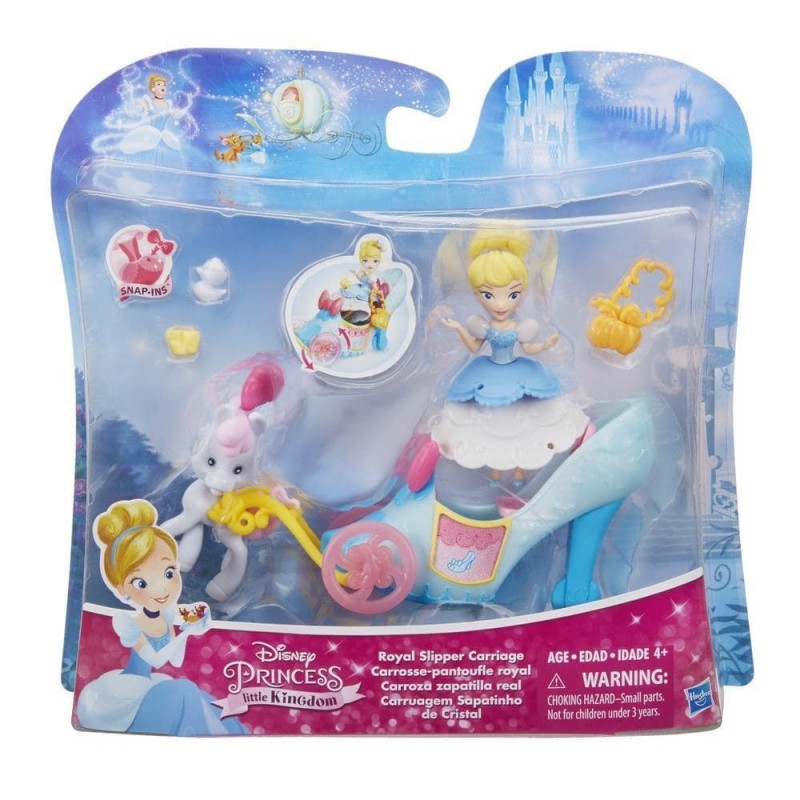 SNAP-INS™
Disney
PRINCESS
little Kingdom
Royal Slipper Carriage
Carrosse-pantoufle royal
Carroza zapatilla real
Carruagem Sapatinho
de Cristal
AGE • EDAD • IDADE 4+
WARNING:
CHOKING HAZARD–Small parts.
Not for children under 3 years.
Hasbro